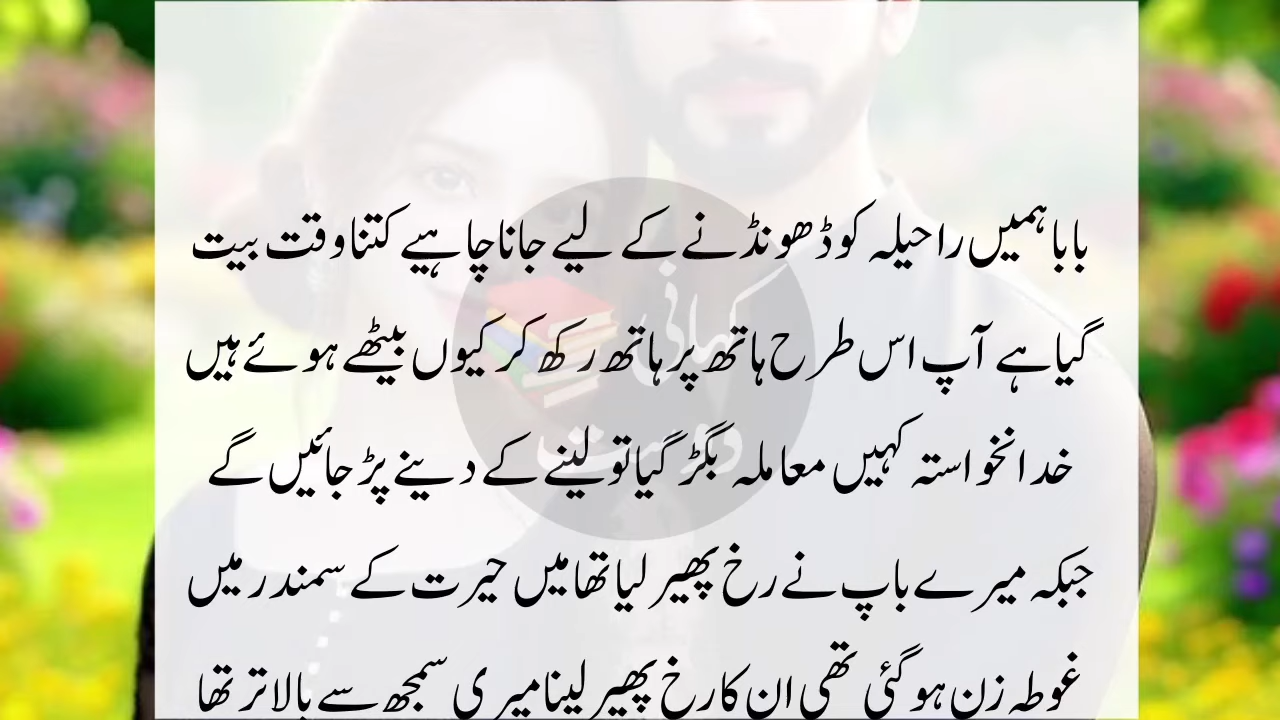 بابا ہمیں راحیلہ کو ڈھونڈنے کے لیے جانا چاہیے کتنا وقت بیت
گیا ہے آپ اس طرح ہاتھ پر ہاتھ رکھ کر کیوں بیٹھے ہوئے ہیں
خدانخواستہ کہیں معاملہ بگڑ گیا تو لینے کے دینے پڑ جائیں گے
جبکہ میرے باپ نے رخ پھیر لیا تھا میں حیرت کے سمندر میں
غوطہ زن ہو گئی تھی ان کا رخ پھیر لینا میری سمجھ سے بالاتر تھا
کہانی
دوست